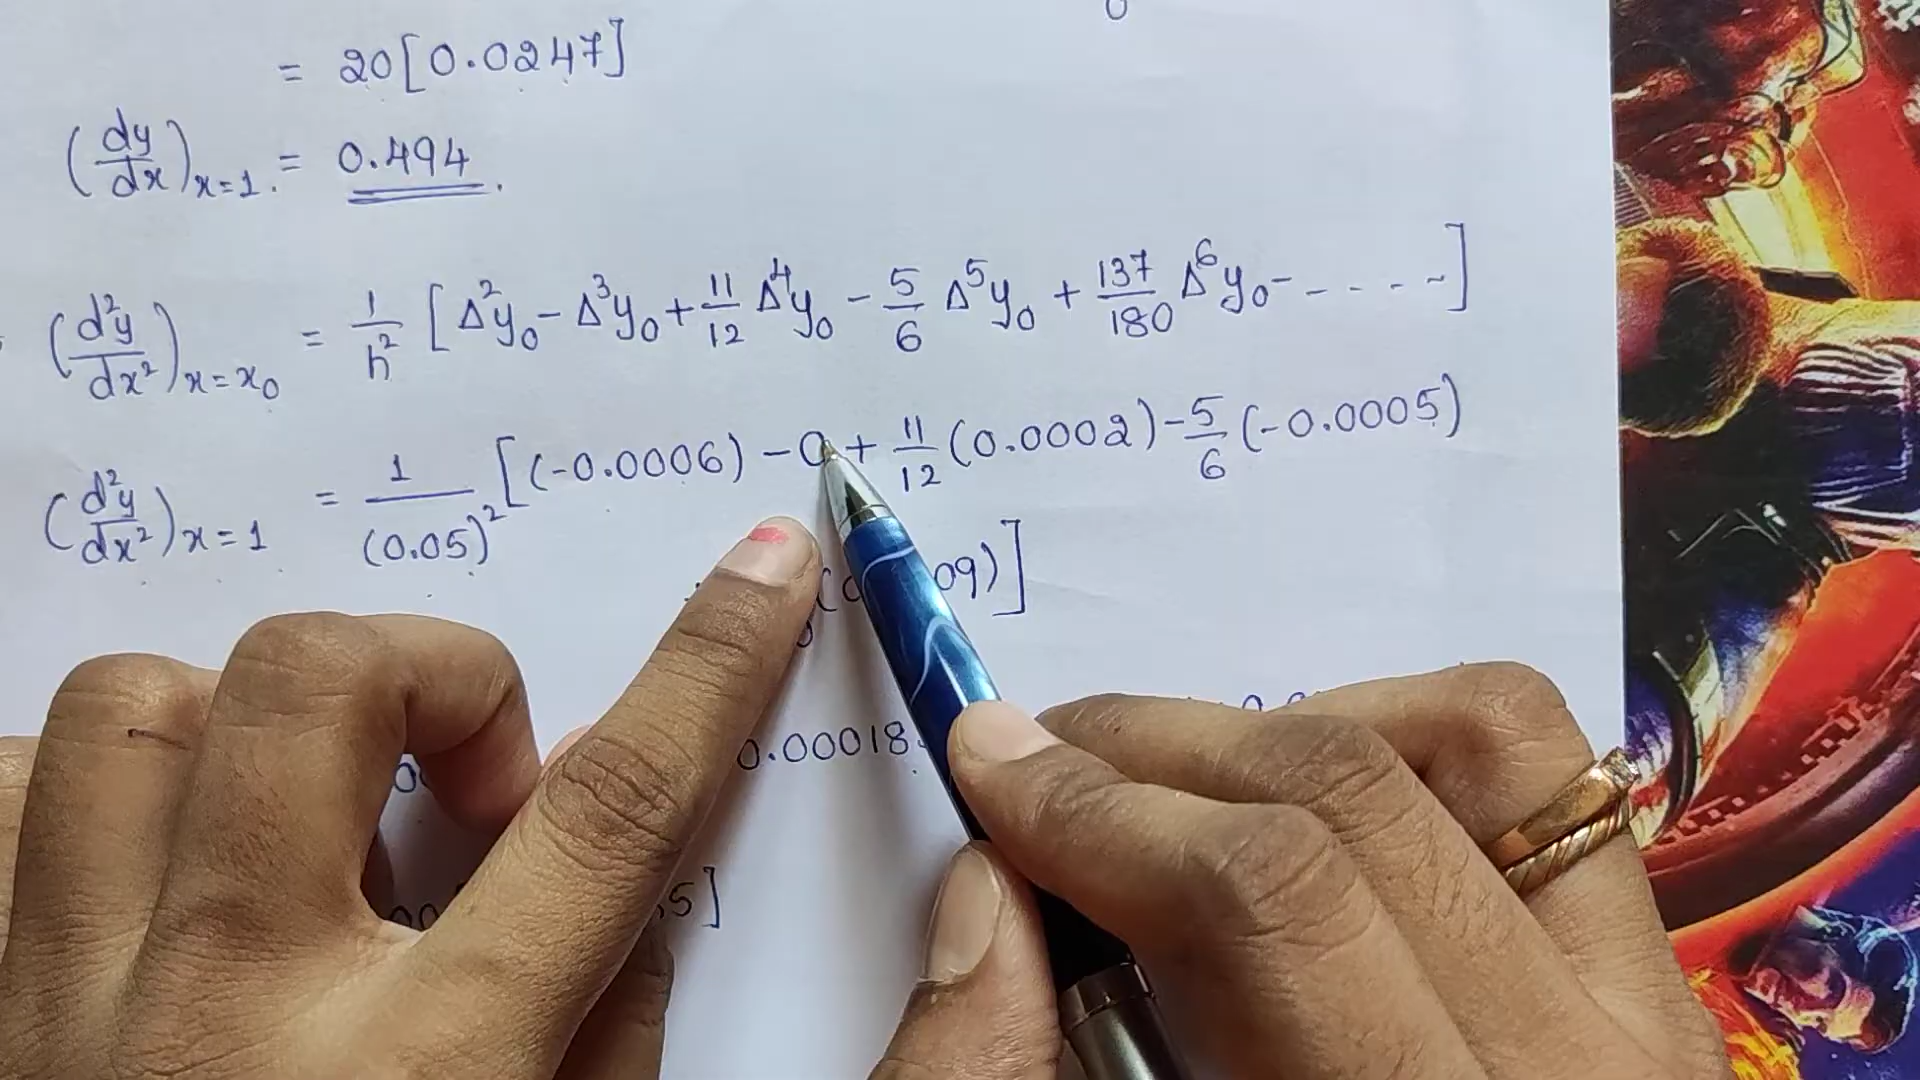 = 20[0.0247]
(dy/dx)x=1. = 0.494.
(d²y/dx²)x=x0 = 1/h² [Δ²y0 - Δ³y0 + 11/12 Δ⁴y0 - 5/6 Δ⁵y0 + 137/180 Δ⁶y0 - - - - -]
(d²y/dx²)x=1 = 1/(0.05)² [(-0.0006) - 0 + 11/12 (0.0002) - 5/6 (-0.0005)
09)]
0.00018
5]